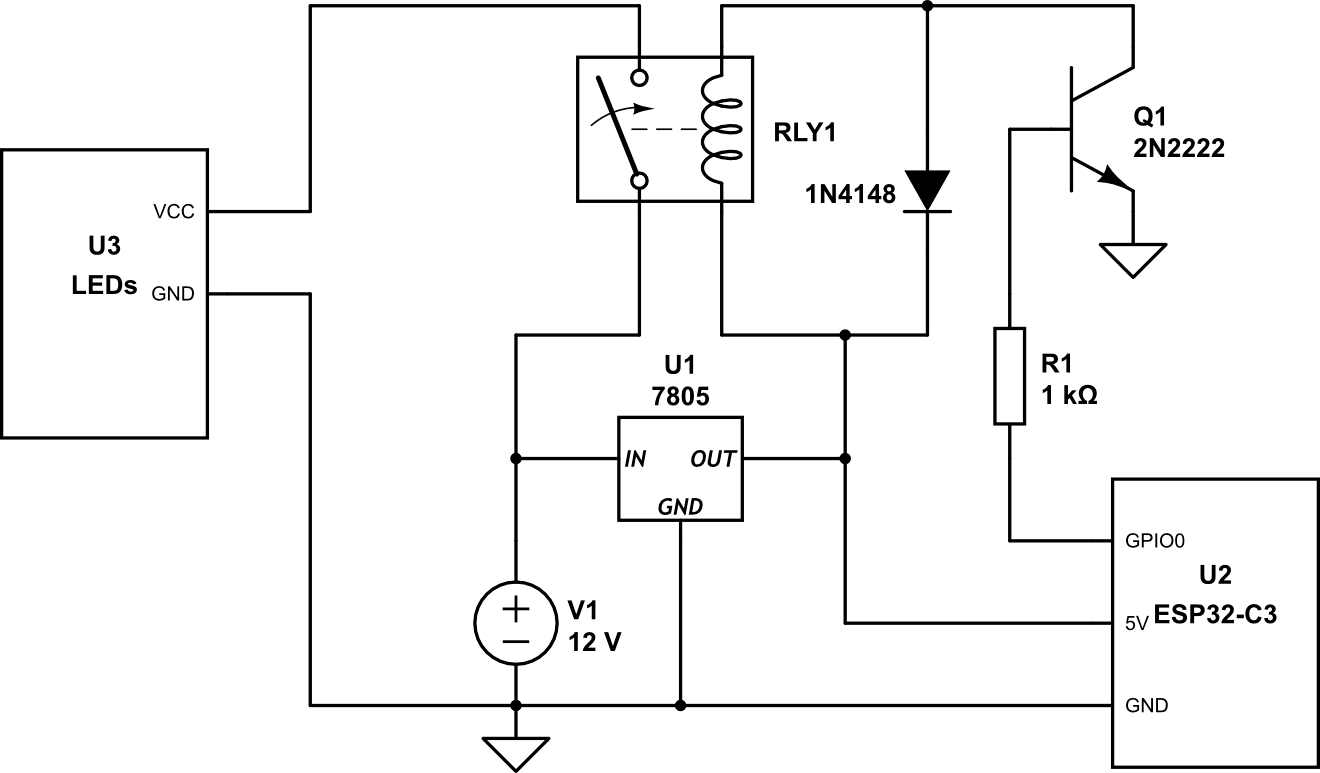 RLY1
Q1
2N2222
1N4148
VCC
U3
LEDs
GND
U1
7805
IN
OUT
GND
R1
1 kΩ
V1
12 V
GPIO0
U2
5V
ESP32-C3
GND